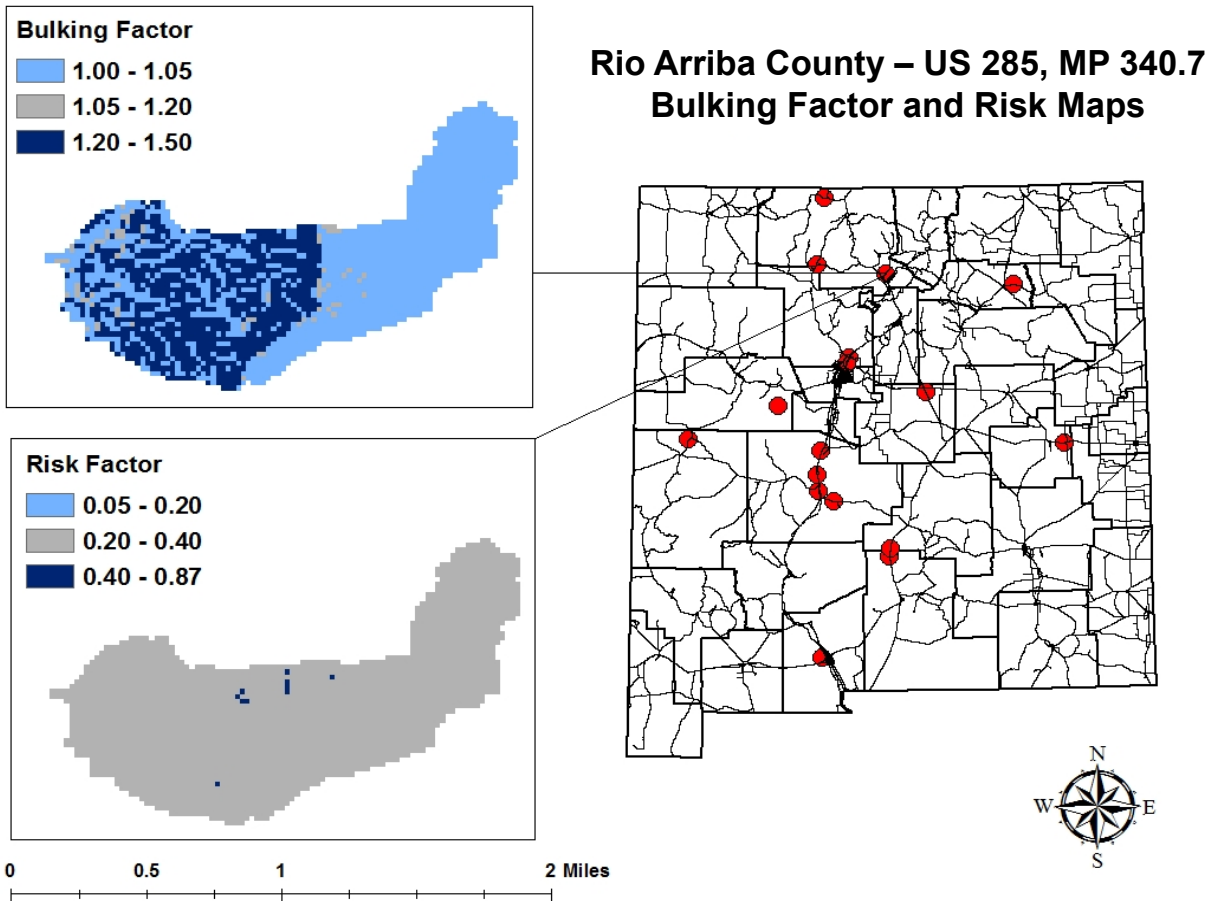 Bulking Factor
1.00 - 1.05
1.05 - 1.20
1.20 - 1.50
Rio Arriba County – US 285, MP 340.7
Bulking Factor and Risk Maps
Risk Factor
0.05 - 0.20
0.20 - 0.40
0.40 - 0.87
N
W E
S
0 0.5 1 2 Miles